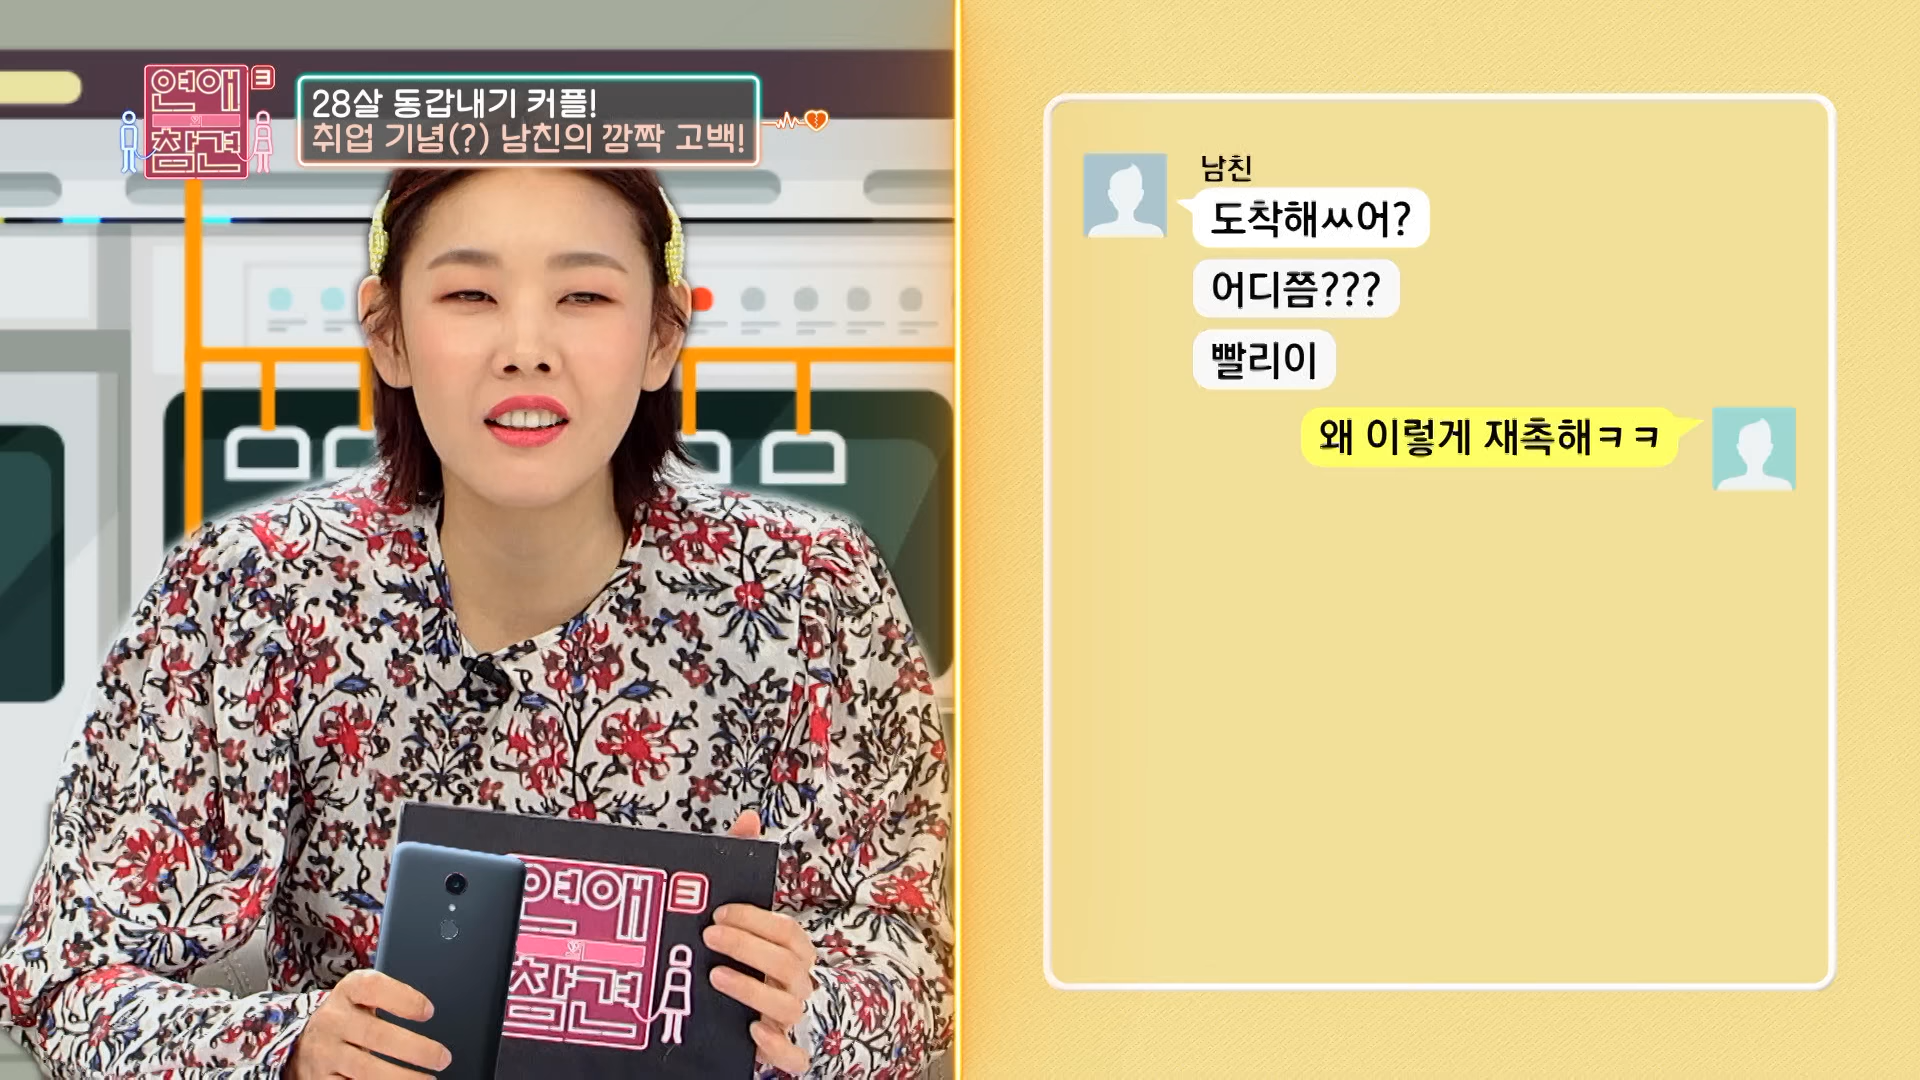 연애의 참견 3
28살 동갑내기 커플!
취업 기념(?) 남친의 깜짝 고백!
남친
도착해ㅆ어?
어디쯤???
빨리이
왜 이렇게 재촉해ㅋㅋ
연애의 참견 3